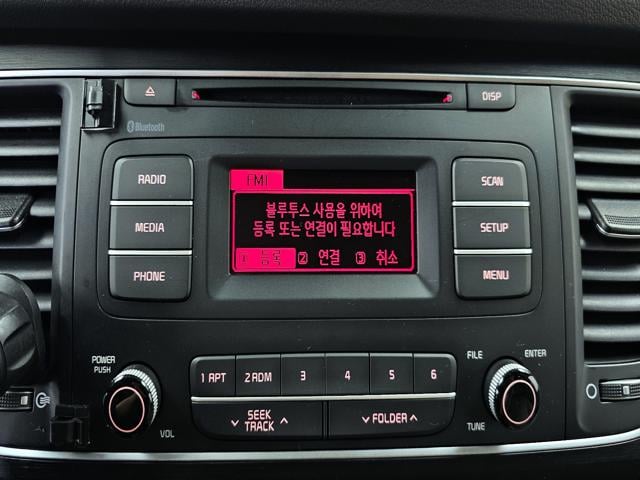 DISP
Bluetooth
RADIO
FM1
SCAN
블루투스 사용을 위하여
등록 또는 연결이 필요합니다
MEDIA
SETUP
1 등록 2 연결 3 취소
PHONE
MENU
POWER
PUSH
FILE
ENTER
1 RPT 2 RDM 3 4 5 6
SEEK
TRACK
FOLDER
VOL
TUNE